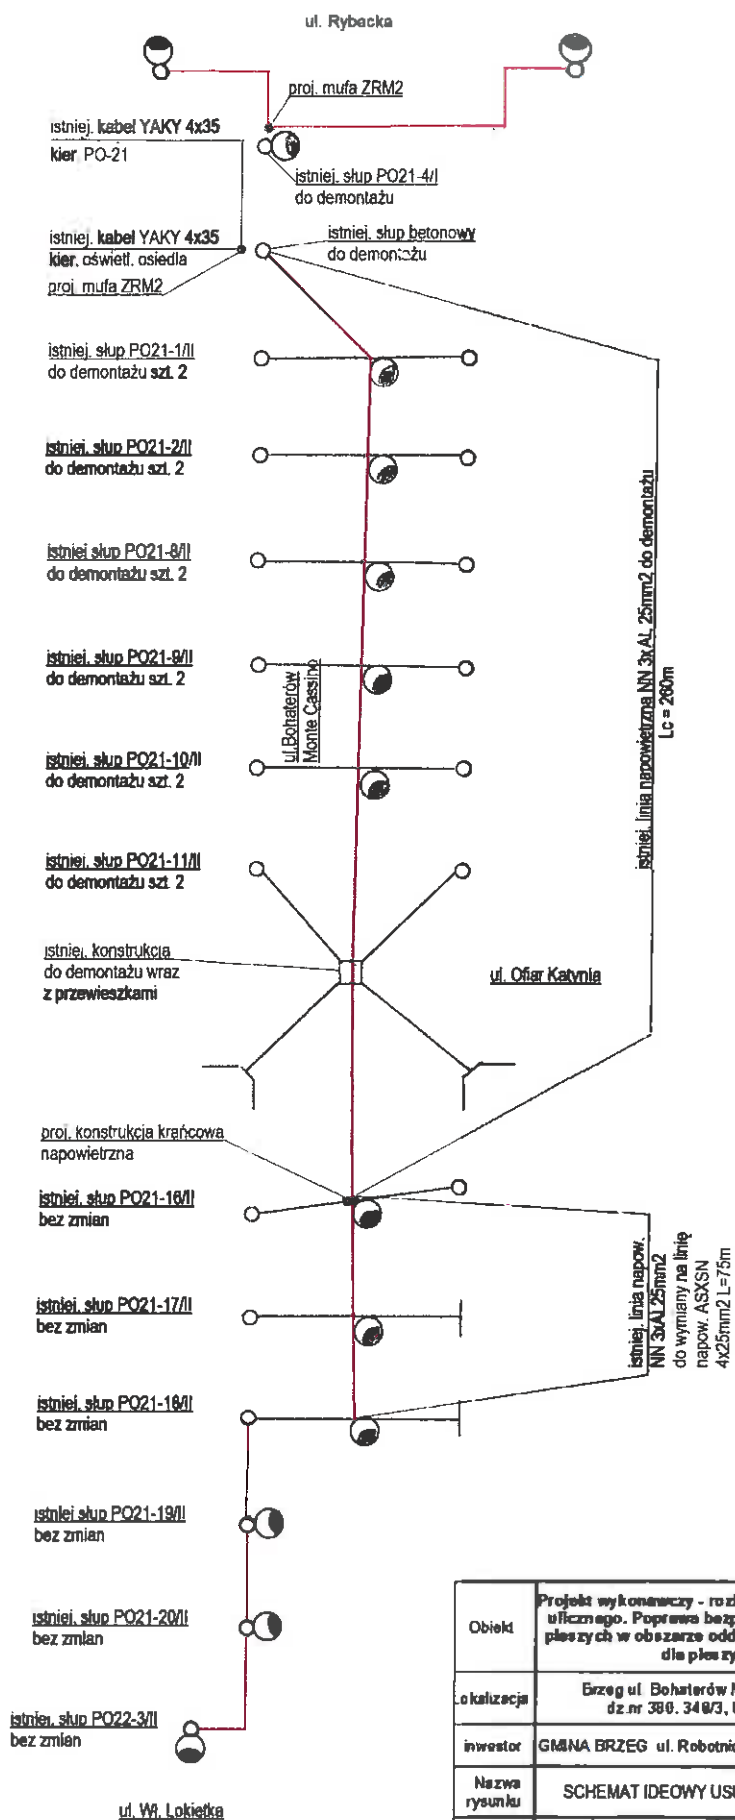 ul. Rybacka
proj. mufa ZRM2
istniej. kabel YAKY 4x35
kier. PO-21
istniej. słup PO21-4/I
do demontażu
istniej. kabel YAKY 4x35
kier. oświetl. osiedla
proj. mufa ZRM2
istniej. słup betonowy
do demontażu
istniej. słup PO21-1/II
do demontażu szt. 2
istniej. słup PO21-2/II
do demontażu szt. 2
istniej słup PO21-8/II
do demontażu szt. 2
istniej. słup PO21-9/II
do demontażu szt. 2
ul.Bohaterów
Monte Cassino
istniej. słup PO21-10/II
do demontażu szt. 2
istniej. linia napowietrzna NN 3xAL 25mm2 do demontażu
Lc = 260m
istniej. słup PO21-11/II
do demontażu szt. 2
istniej. konstrukcja
do demontażu wraz
z przewieszkami
ul. Ofiar Katynia
proj. konstrukcja krańcowa
napowietrzna
istniej. słup PO21-16/II
bez zmian
istniej. linia napow.
NN 3xAL25mm2
do wymiany na linię
napow. ASXSN
4x25mm2 L=75m
istniej. słup PO21-17/II
bez zmian
istniej. słup PO21-18/II
bez zmian
istniej słup PO21-19/II
bez zmian
istniej. słup PO21-20/II
bez zmian
istniej. słup PO22-3/II
bez zmian
ul. Wł. Łokietka
Obiekt
Projekt wykonawczy -
ulicznego. Poprawa
pieszych w obszarze
dla pieszy
Lokalizacja
Brzeg ul. Bohaterów
dz.nr 380. 348/3,
inwestor
GMINA BRZEG ul.
Nazwa
rysunku
SCHEMAT IDEOWY